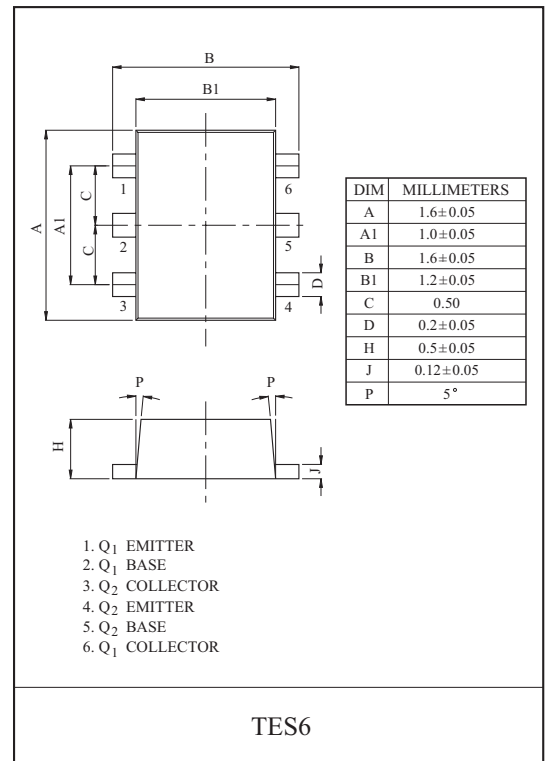 B
B1
1
6
C
A
A1
2
5
C
D
3
4
DIM MILLIMETERS
A 1.6±0.05
A1 1.0±0.05
B 1.6±0.05
B1 1.2±0.05
C 0.50
D 0.2±0.05
H 0.5±0.05
J 0.12±0.05
P 5°
P P
H
J
1. Q1 EMITTER
2. Q1 BASE
3. Q2 COLLECTOR
4. Q2 EMITTER
5. Q2 BASE
6. Q1 COLLECTOR
TES6